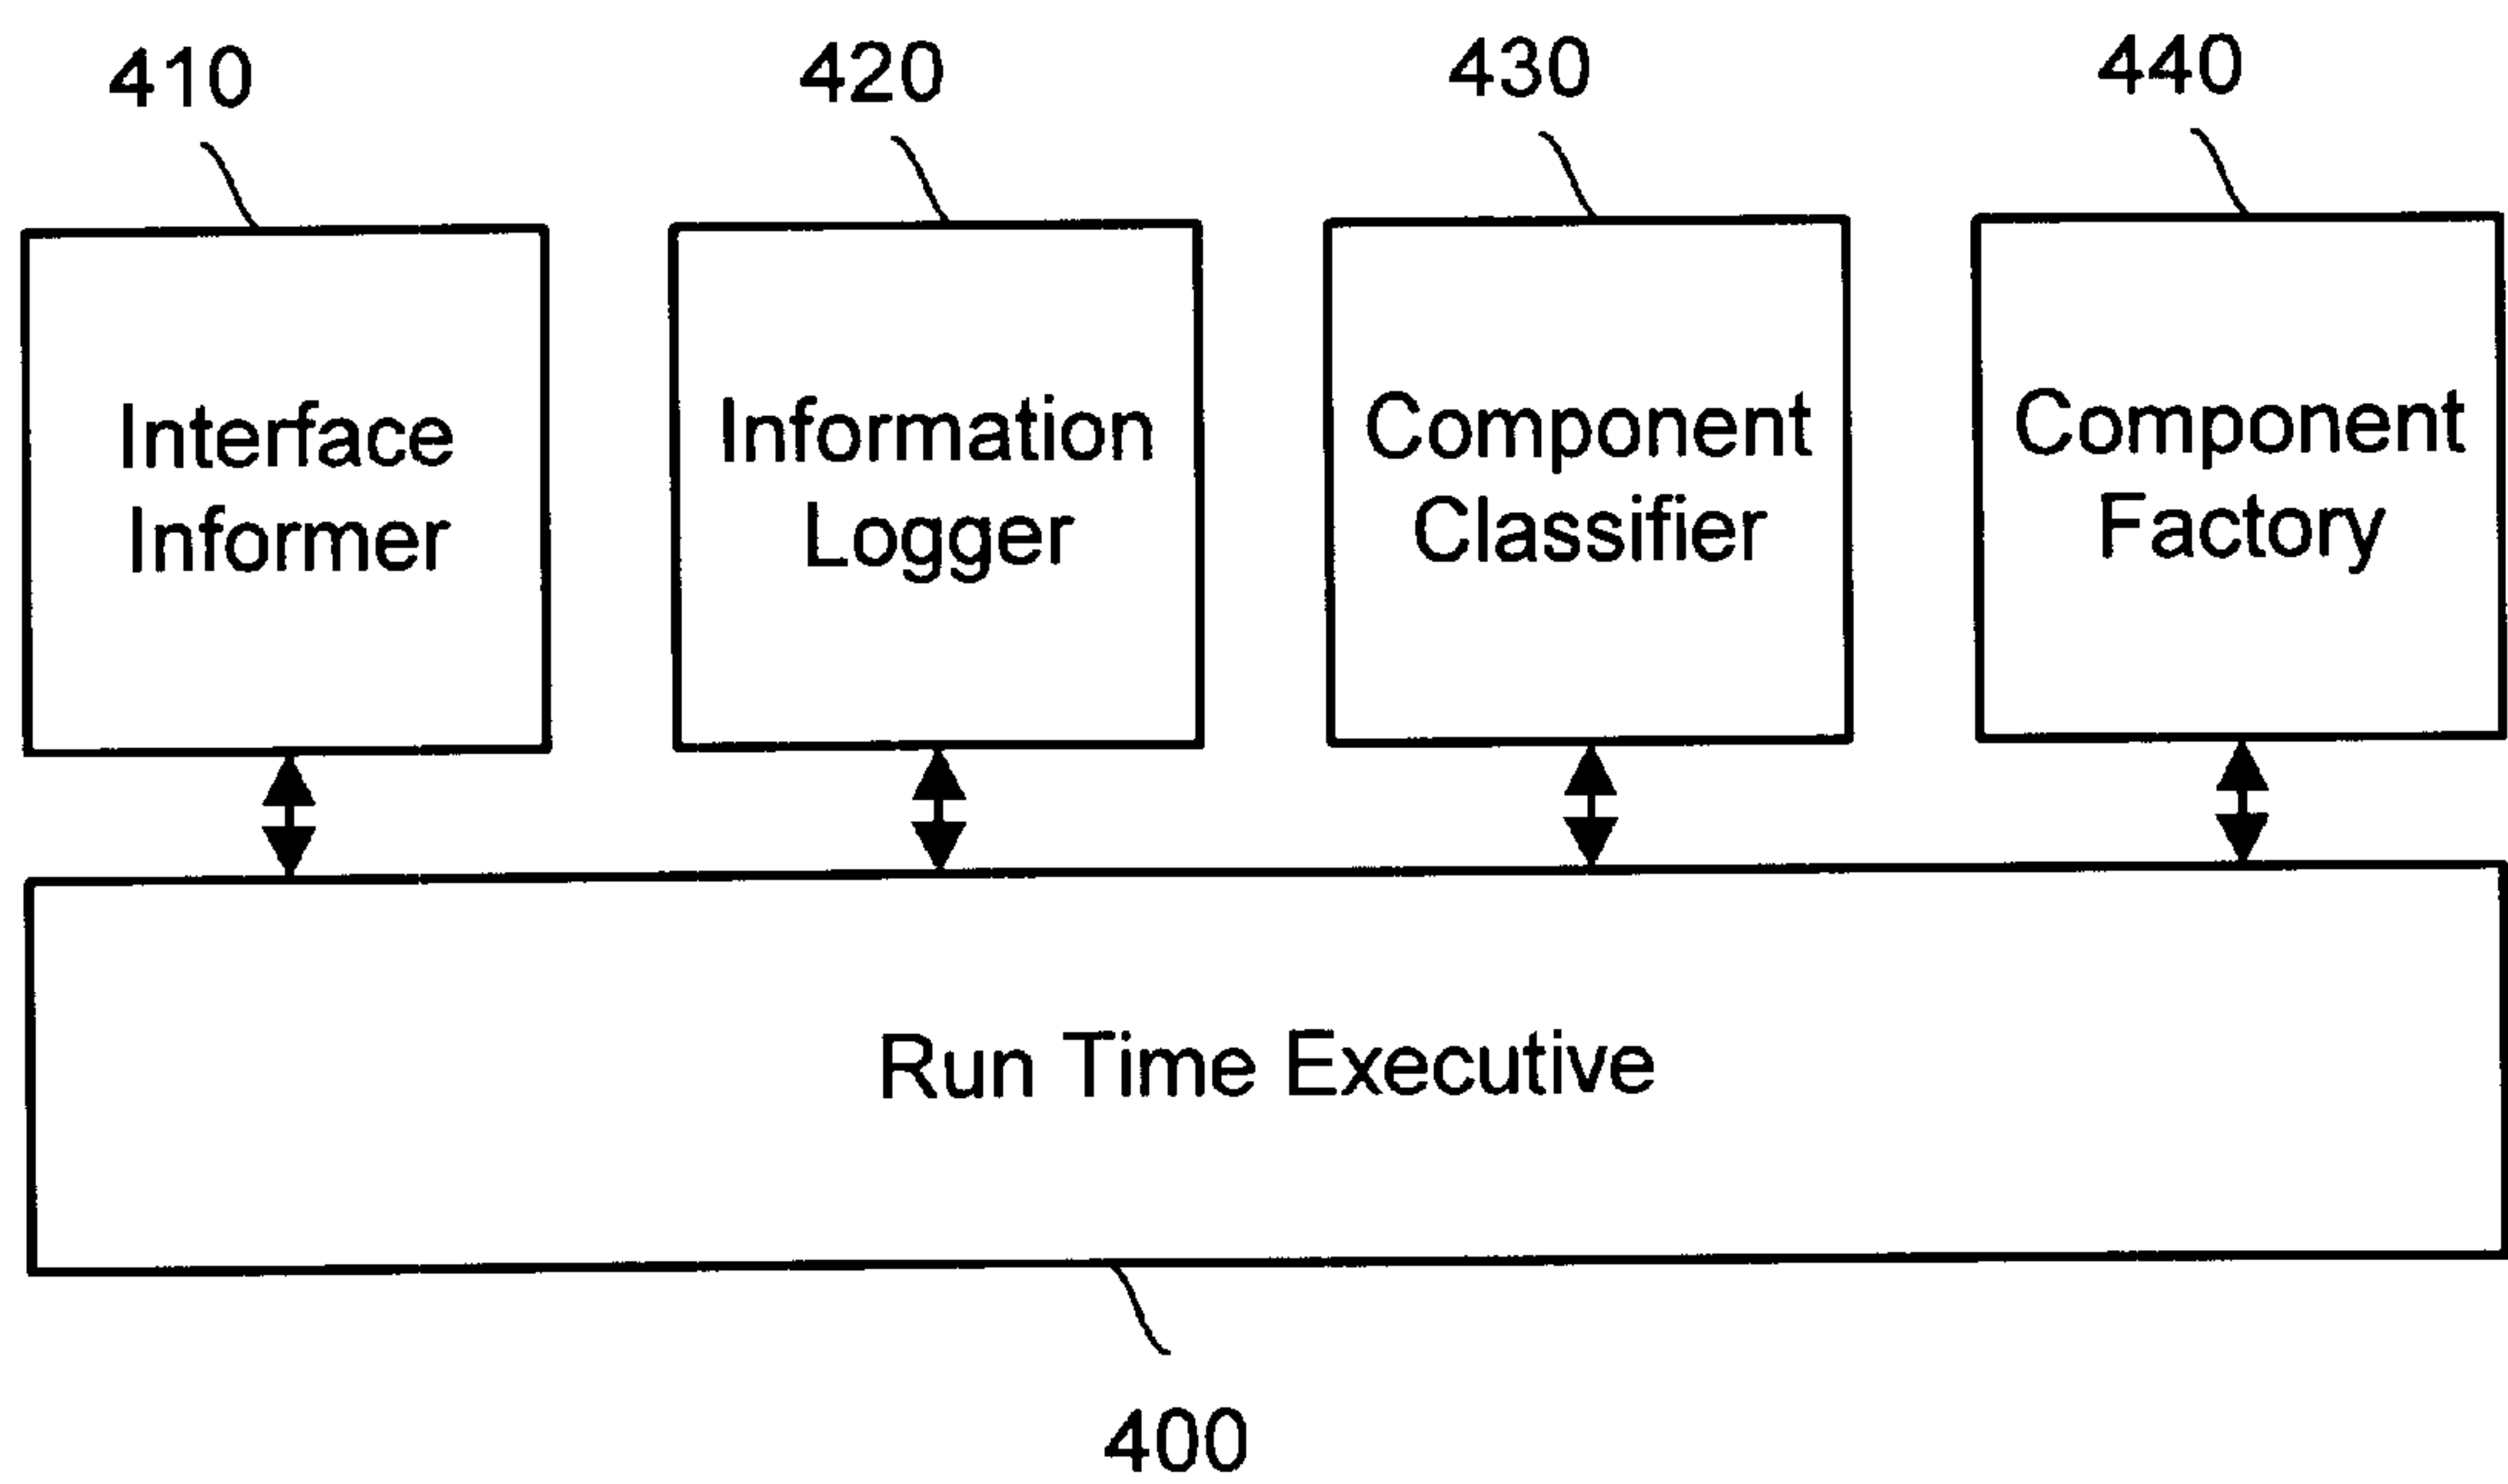 410
420
430
440
Interface
Informer
Information
Logger
Component
Classifier
Component
Factory
Run Time Executive
400